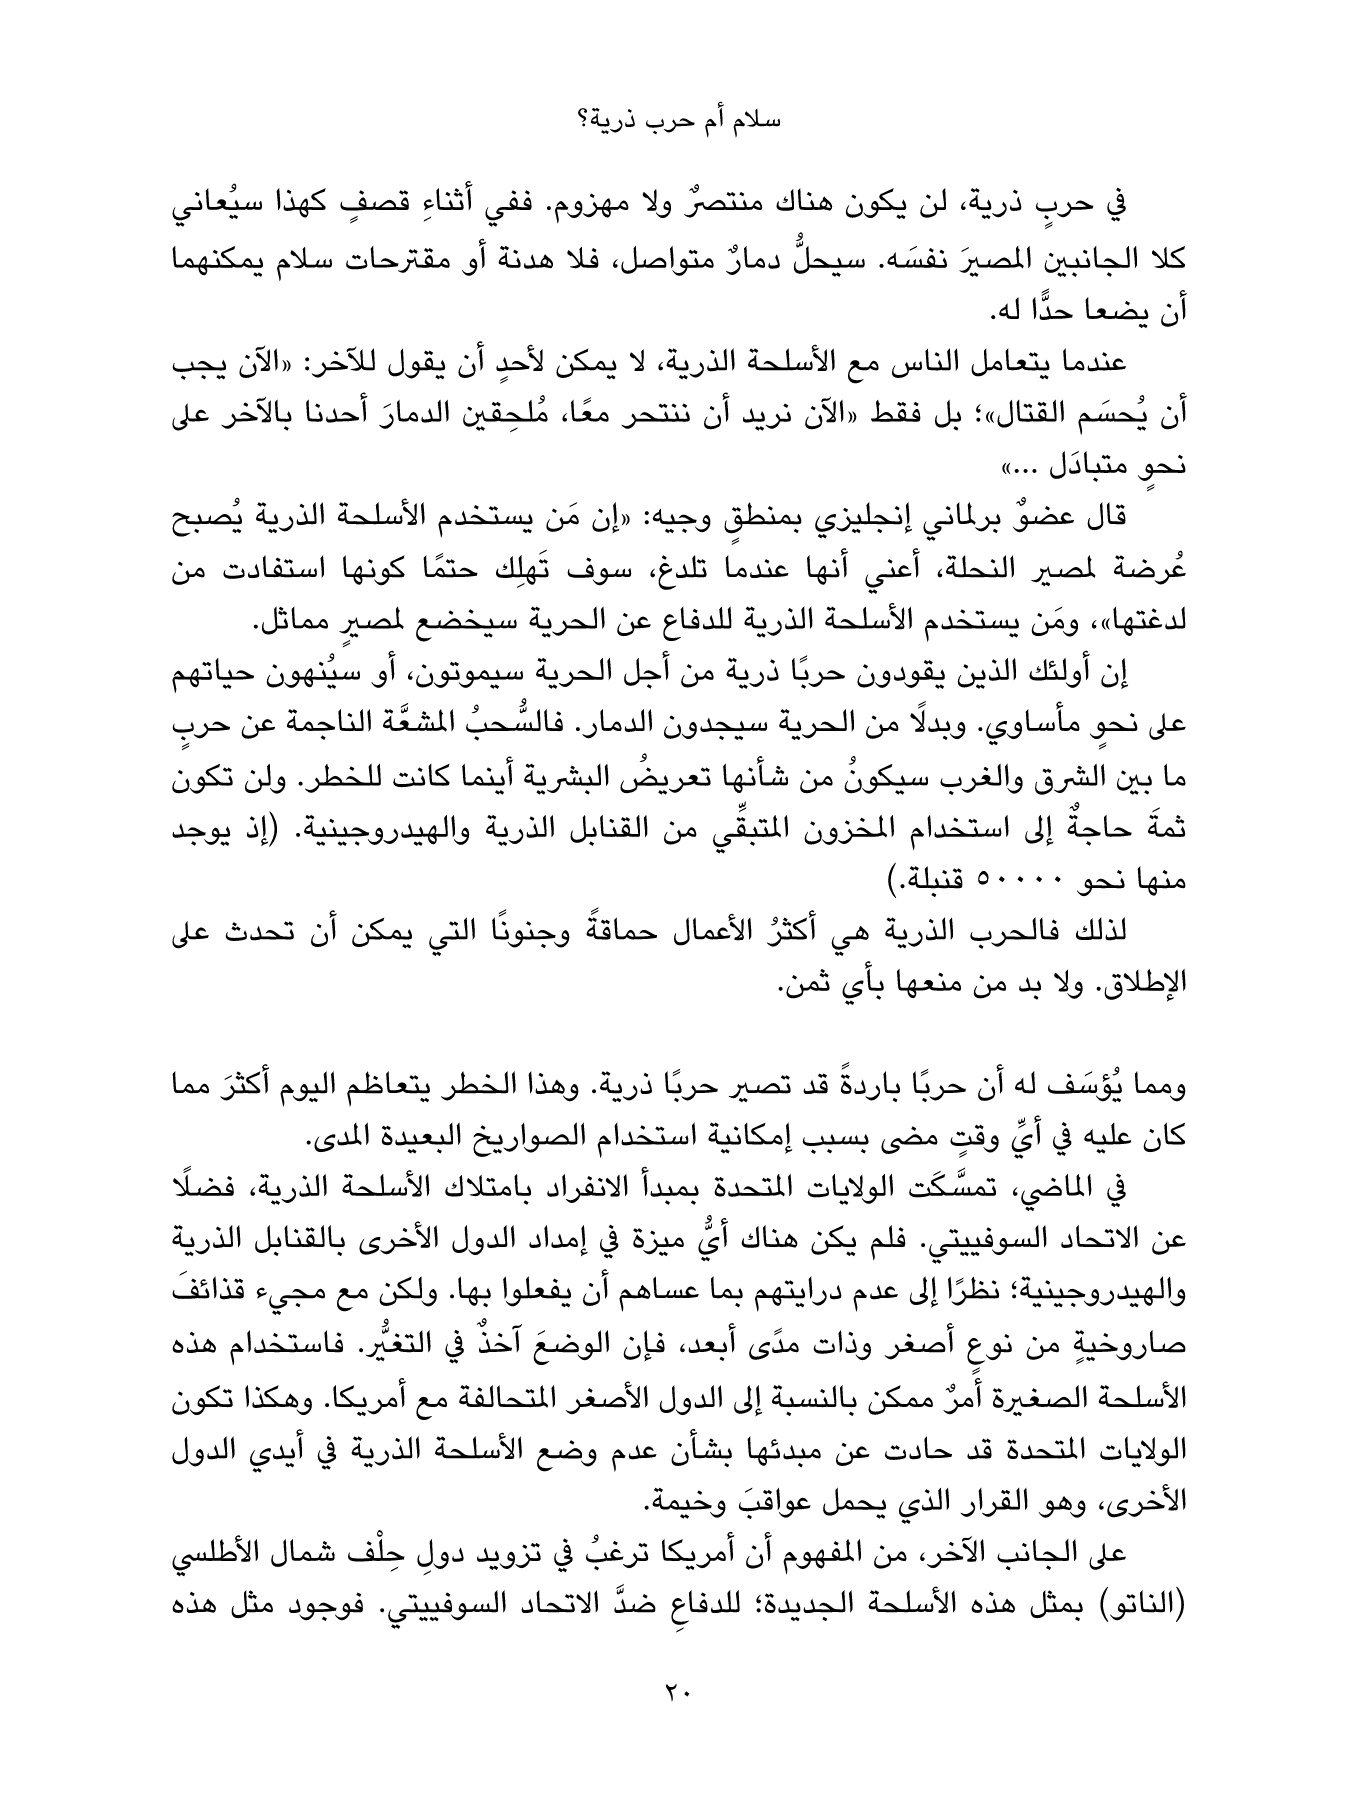 سلام أم حرب ذرية؟
في حربٍ ذرية، لن يكون هناك منتصرٌ ولا مهزوم. ففي أثناءِ قصفٍ كهذا سيُعاني
كلا الجانبين المصيرَ نفسَه. سيحلُّ دمارٌ متواصل، فلا هدنة أو مقترحات سلام يمكنهما
أن يضعا حدًّا له.
عندما يتعامل الناس مع الأسلحة الذرية، لا يمكن لأحدٍ أن يقول للآخر: «الآن يجب
أن يُحسَم القتال»؛ بل فقط «الآن نريد أن ننتحر معًا، مُلحِقين الدمارَ أحدنا بالآخر على
نحوٍ متبادَل …»
قال عضوٌ برلماني إنجليزي بمنطقٍ وجيه: «إن مَن يستخدم الأسلحة الذرية يُصبح
عُرضة لمصير النحلة، أعني أنها عندما تلدغ، سوف تَهلِك حتمًا كونها استفادت من
لدغتها»، ومَن يستخدم الأسلحة الذرية للدفاع عن الحرية سيخضع لمصيرٍ مماثل.
إن أولئك الذين يقودون حربًا ذرية من أجل الحرية سيموتون، أو سيُنهون حياتهم
على نحوٍ مأساوي. وبدلًا من الحرية سيجدون الدمار. فالسُّحبُ المشعَّة الناجمة عن حربٍ
ما بين الشرق والغرب سيكونُ من شأنها تعريضُ البشرية أينما كانت للخطر. ولن تكون
ثمةَ حاجةٌ إلى استخدام المخزون المتبقِّي من القنابل الذرية والهيدروجينية. (إذ يوجد
منها نحو ٥٠٠٠٠ قنبلة.)
لذلك فالحرب الذرية هي أكثرُ الأعمال حماقةً وجنونًا التي يمكن أن تحدث على
الإطلاق. ولا بد من منعها بأي ثمن.
ومما يُؤسَف له أن حربًا باردةً قد تصير حربًا ذرية. وهذا الخطر يتعاظم اليوم أكثرَ مما
كان عليه في أيِّ وقتٍ مضى بسبب إمكانية استخدام الصواريخ البعيدة المدى.
في الماضي، تمسَّكَت الولايات المتحدة بمبدأ الانفراد بامتلاك الأسلحة الذرية، فضلًا
عن الاتحاد السوفييتي. فلم يكن هناك أيُّ ميزة في إمداد الدول الأخرى بالقنابل الذرية
والهيدروجينية؛ نظرًا إلى عدم درايتهم بما عساهم أن يفعلوا بها. ولكن مع مجيء قذائفَ
صاروخيةٍ من نوعٍ أصغر وذات مدًى أبعد، فإن الوضعَ آخذٌ في التغيُّر. فاستخدام هذه
الأسلحة الصغيرة أمرٌ ممكن بالنسبة إلى الدول الأصغر المتحالفة مع أمريكا. وهكذا تكون
الولايات المتحدة قد حادت عن مبدئها بشأن عدم وضع الأسلحة الذرية في أيدي الدول
الأخرى، وهو القرار الذي يحمل عواقبَ وخيمة.
على الجانب الآخر، من المفهوم أن أمريكا ترغبُ في تزويد دولِ حِلْف شمال الأطلسي
(الناتو) بمثل هذه الأسلحة الجديدة؛ للدفاعِ ضدَّ الاتحاد السوفييتي. فوجود مثل هذه
٢٠